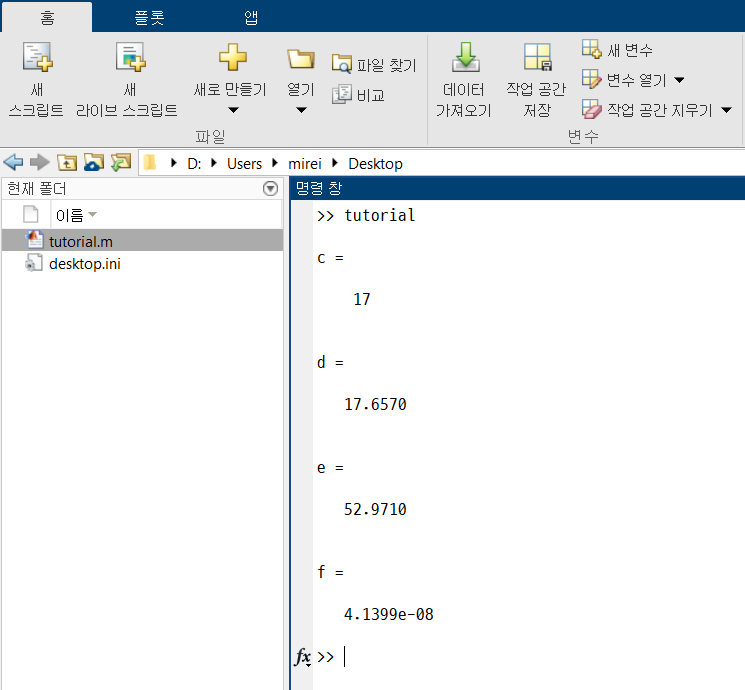 홈 플롯 앱
새 스크립트
새 라이브 스크립트
새로 만들기
열기
파일 찾기
비교
파일
데이터 가져오기
작업 공간 저장
새 변수
변수 열기
작업 공간 지우기
변수
D: Users mirei Desktop
현재 폴더
이름
tutorial.m
desktop.ini
명령 창
>> tutorial
c =
17
d =
17.6570
e =
52.9710
f =
4.1399e-08
fx >>